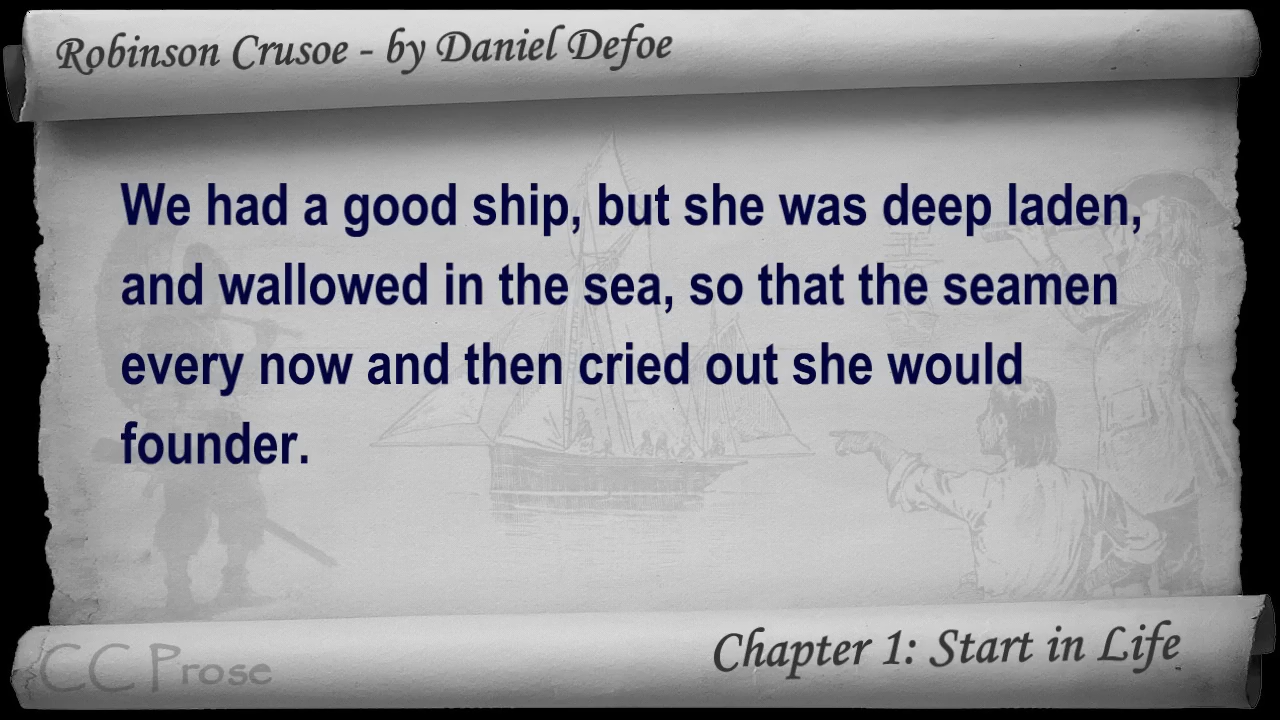 Robinson Crusoe - by Daniel Defoe
We had a good ship, but she was deep laden,
and wallowed in the sea, so that the seamen
every now and then cried out she would
founder.
Chapter 1: Start in Life
CC Prose